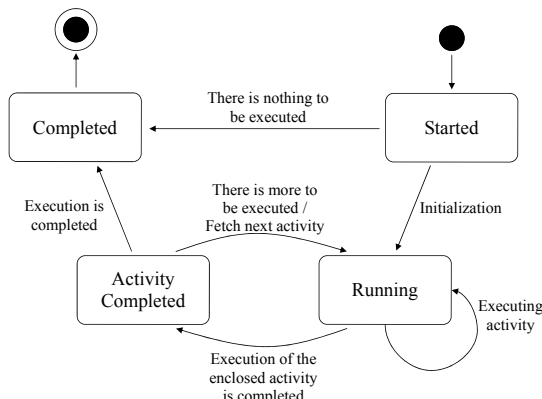 There is nothing to
be executed
Completed
Started
Execution is
completed
There is more to
be executed /
Fetch next activity
Initialization
Activity
Completed
Running
Executing
activity
Execution of the
enclosed activity
is completed